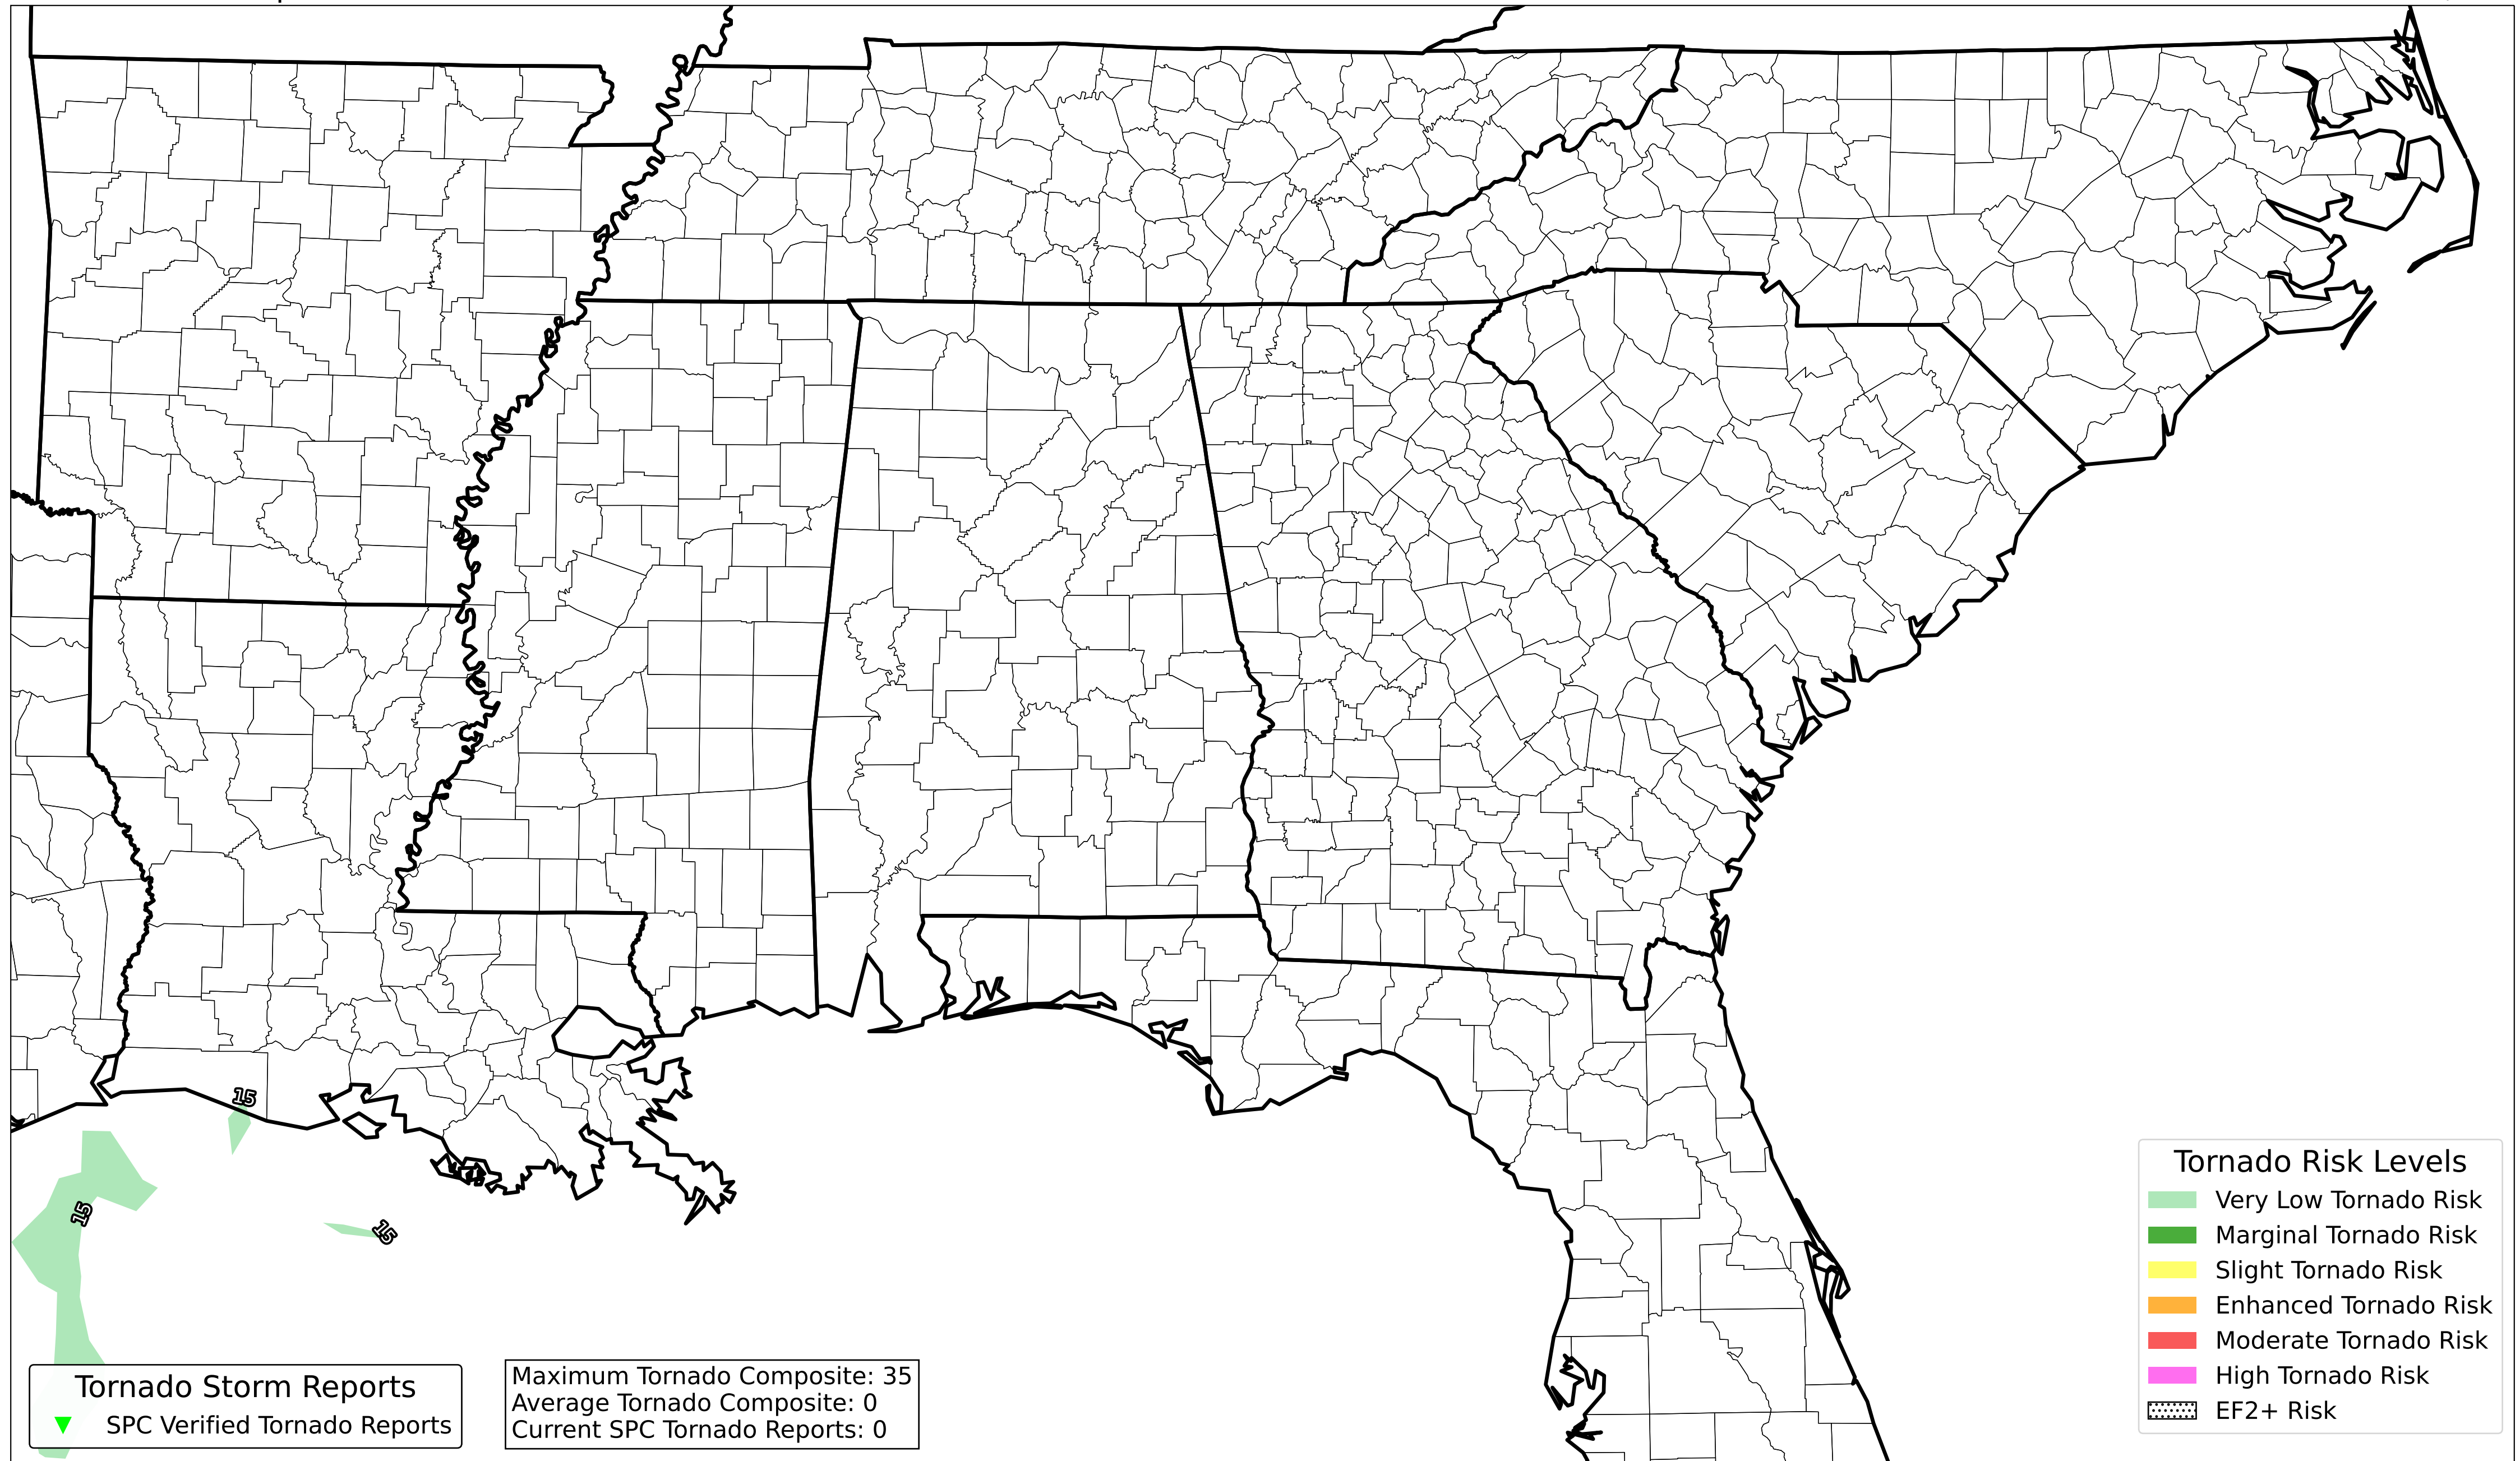 15
15
15
Tornado Risk Levels
Very Low Tornado Risk
Marginal Tornado Risk
Slight Tornado Risk
Enhanced Tornado Risk
Moderate Tornado Risk
High Tornado Risk
EF2+ Risk
Tornado Storm Reports
SPC Verified Tornado Reports
Maximum Tornado Composite: 35
Average Tornado Composite: 0
Current SPC Tornado Reports: 0